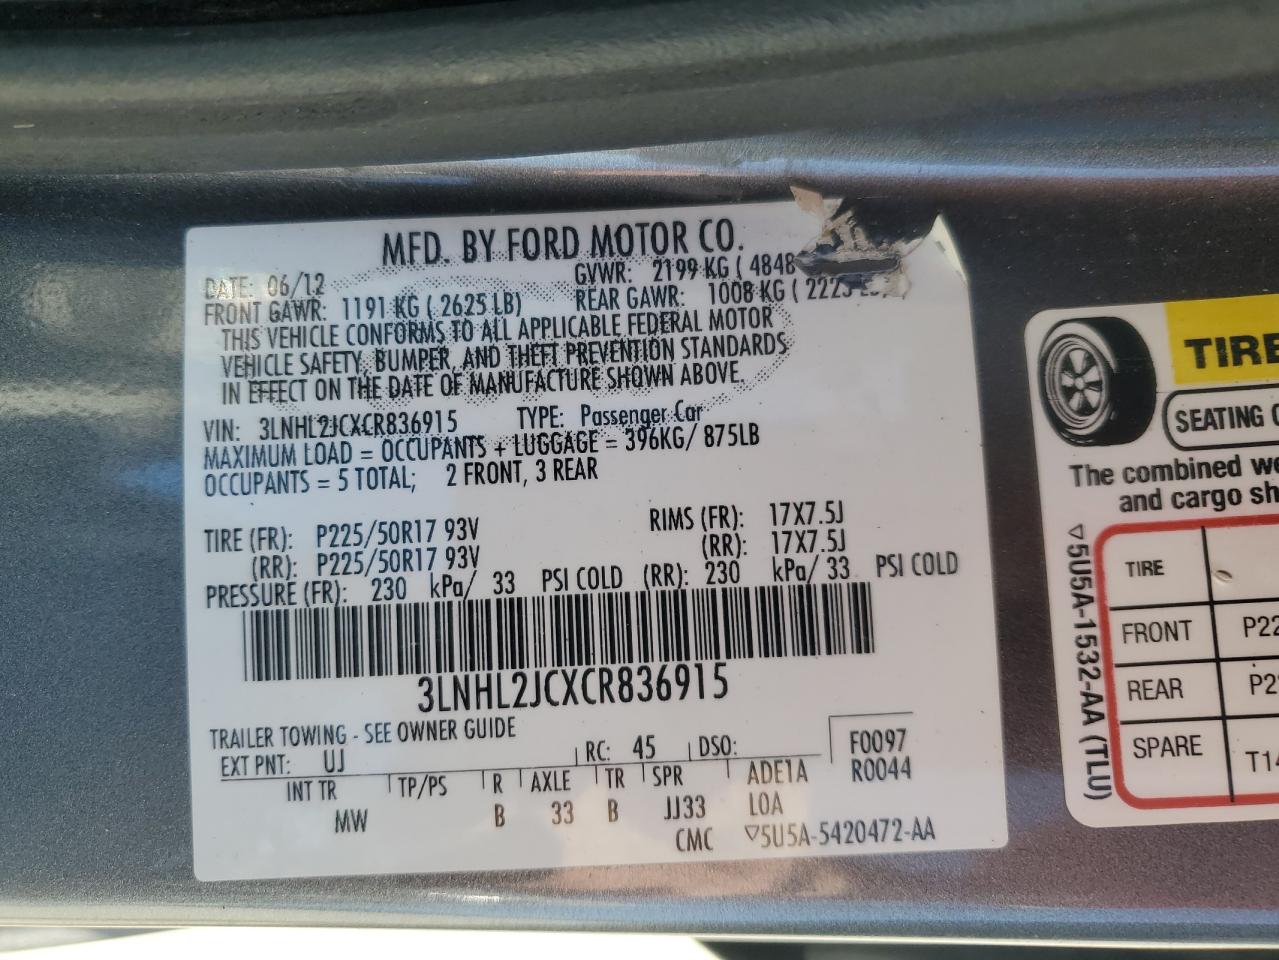 MFD. BY FORD MOTOR CO.
DATE: 06/12
GVWR: 2199 KG ( 4848
FRONT GAWR: 1191 KG ( 2625 LB)
REAR GAWR: 1008 KG (
THIS VEHICLE CONFORMS TO ALL APPLICABLE FEDERAL MOTOR
VEHICLE SAFETY, BUMPER, AND THEFT PREVENTION STANDARDS
IN EFFECT ON THE DATE OF MANUFACTURE SHOWN ABOVE.
VIN: 3LNHL2JCXCR836915 TYPE: Passenger Car
MAXIMUM LOAD = OCCUPANTS + LUGGAGE = 396KG/ 875LB
OCCUPANTS = 5 TOTAL; 2 FRONT, 3 REAR
TIRE (FR): P225/50R17 93V RIMS (FR): 17X7.5J
(RR): P225/50R17 93V (RR): 17X7.5J
PRESSURE (FR): 230 kPa/ 33 PSI COLD (RR): 230 kPa/ 33 PSI COLD
3LNHL2JCXCR836915
TRAILER TOWING - SEE OWNER GUIDE
EXT PNT: UJ RC: 45 DSO: F0097
R0044
INT TR TP/PS R AXLE TR SPR ADE1A
MW B 33 B JJ33 LOA
CMC ▽5U5A-5420472-AA
TIRE
SEATING
The combined
and cargo
▽5U5A-1532-AA (TLU)
TIRE
FRONT P22
REAR P22
SPARE T14